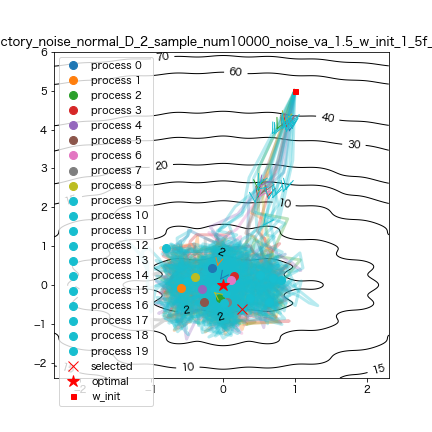 ctory_noise_normal_D_2_sample_num10000_noise_va_1.5_w_init_1_5f_
6
5
4
3
2
1
0
−1
−2
−1
0
1
2
70
60
40
30
20
10
2
2
2
10
15
process 0
process 1
process 2
process 3
process 4
process 5
process 6
process 7
process 8
process 9
process 10
process 11
process 12
process 13
process 14
process 15
process 16
process 17
process 18
process 19
selected
optimal
w_init